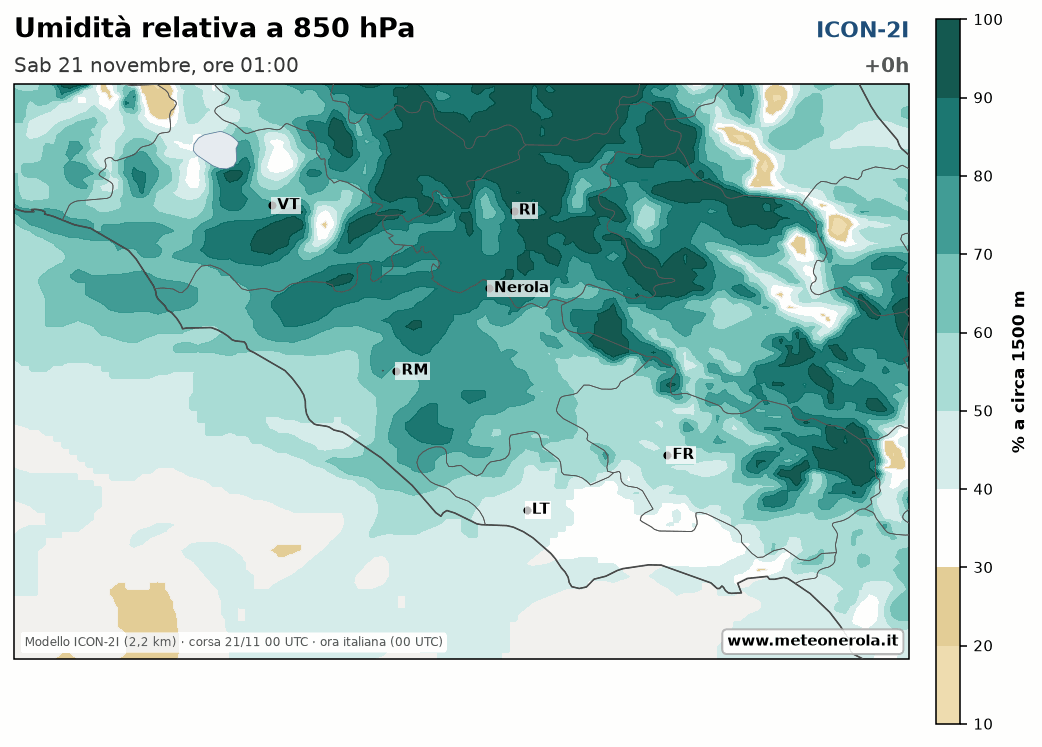 Umidità relativa a 850 hPa
ICON-2I
Sab 21 novembre, ore 01:00
+0h
100
90
80
70
60
50
40
30
20
10
% a circa 1500 m
VT
RI
Nerola
RM
FR
LT
Modello ICON-2I (2,2 km) · corsa 21/11 00 UTC · ora italiana (00 UTC)
www.meteonerola.it